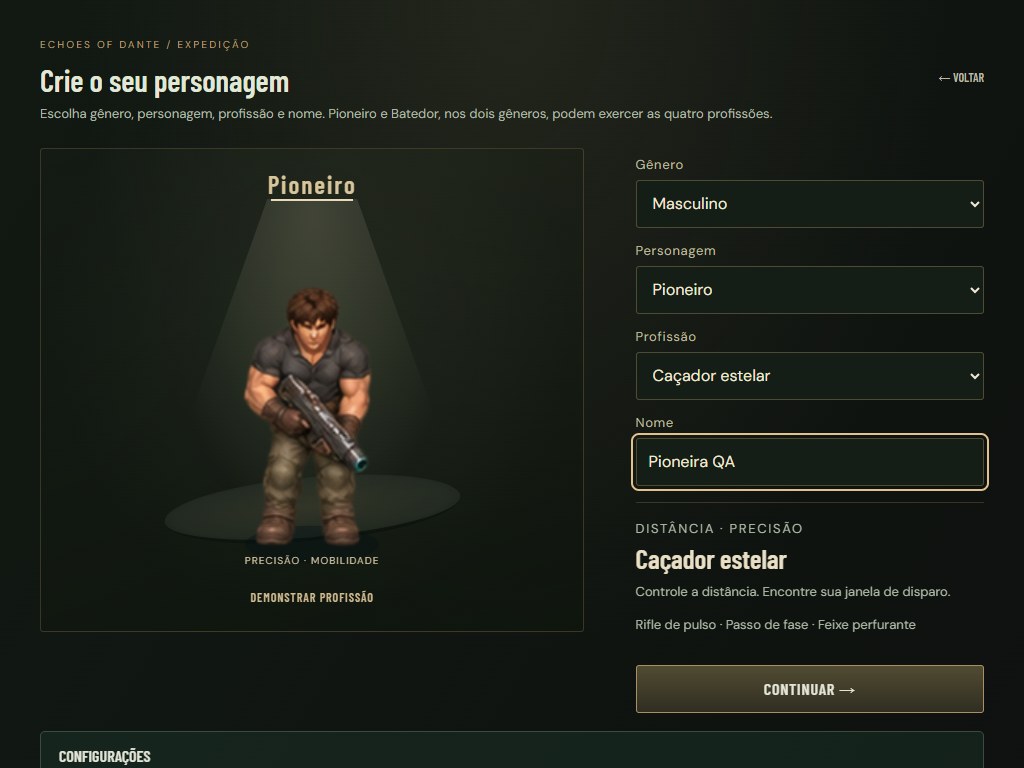 ECHOES OF DANTE / EXPEDIÇÃO
Crie o seu personagem
← VOLTAR
Escolha gênero, personagem, profissão e nome. Pioneiro e Batedor, nos dois gêneros, podem exercer as quatro profissões.
Pioneiro
PRECISÃO · MOBILIDADE
DEMONSTRAR PROFISSÃO
Gênero
Masculino
Personagem
Pioneiro
Profissão
Caçador estelar
Nome
Pioneira QA
DISTÂNCIA · PRECISÃO
Caçador estelar
Controle a distância. Encontre sua janela de disparo.
Rifle de pulso · Passo de fase · Feixe perfurante
CONTINUAR →
CONFIGURAÇÕES